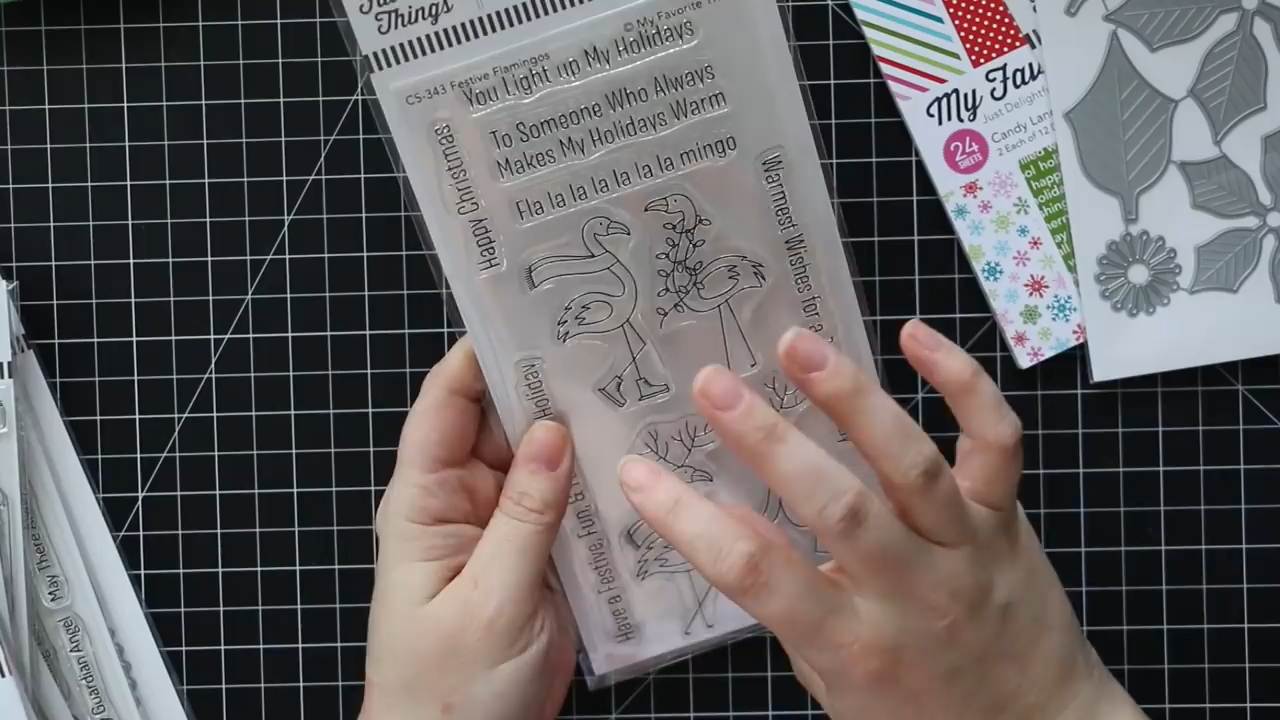 Things
© My Favorite
CS-343 Festive Flamingos
You Light up My Holidays
To Someone Who Always
Makes My Holidays Warm
Fla la la la la la la mingo
Happy Christmas
Warmest Wishes for a
Holiday
Have a Festive, Fun, &
My Fav
Just Delightf
24
SHEETS
Candy Lan
2 Each of 12
May There
Guardian Angel